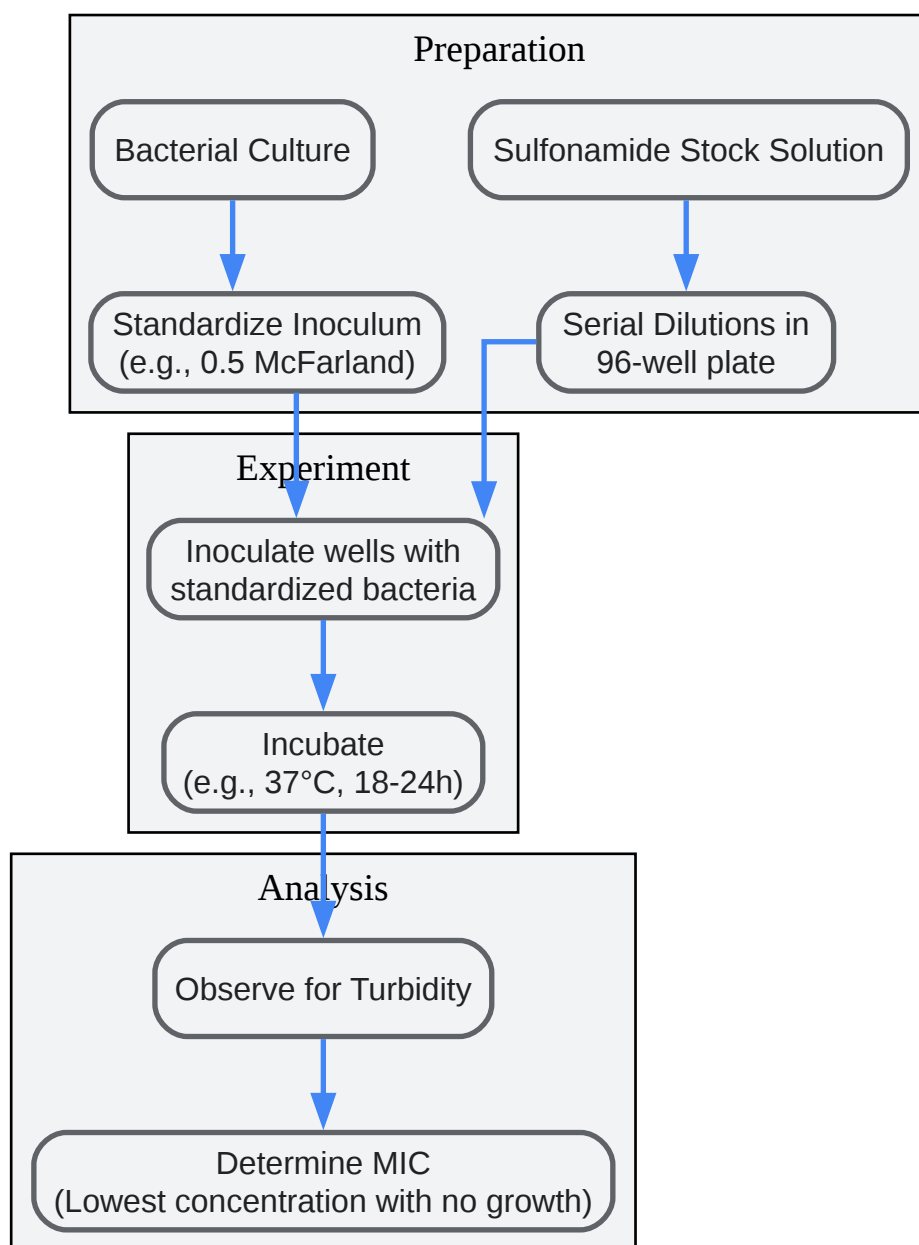 Preparation
Bacterial Culture
Sulfonamide Stock Solution
Standardize Inoculum
(e.g., 0.5 McFarland)
Serial Dilutions in
96-well plate
Experiment
Inoculate wells with
standardized bacteria
Incubate
(e.g., 37°C, 18-24h)
Analysis
Observe for Turbidity
Determine MIC
(Lowest concentration with no growth)